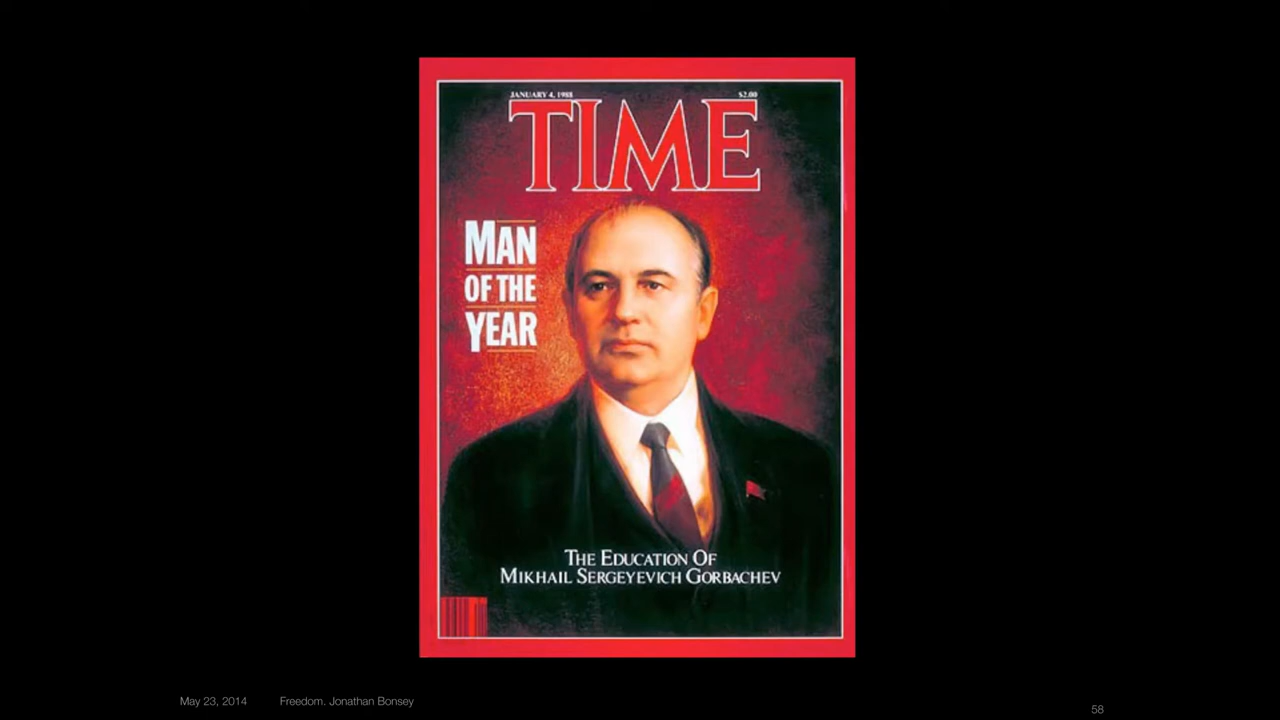 JANUARY 4, 1988 $2.00
TIME
MAN
OF THE
YEAR
THE EDUCATION OF
MIKHAIL SERGEYEVICH GORBACHEV
May 23, 2014 Freedom. Jonathan Bonsey
58